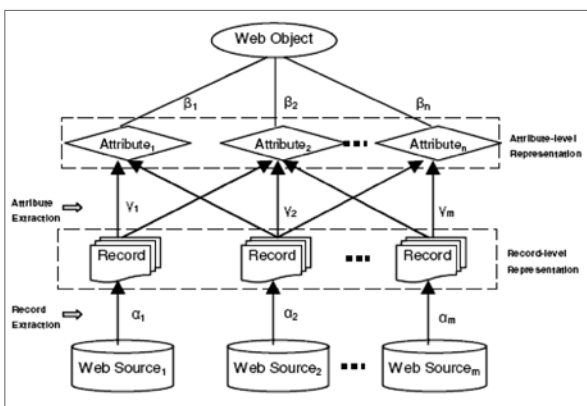 Web Object
β1 β2 βn
Attribute1 Attribute2 Attributen
Attribute-level
Representation
Attribute
Extraction
γ1 γ2 γm
Record Record Record
Record-level
Representation
Record
Extraction
α1 α2 αm
Web Source1 Web Source2 Web Sourcem